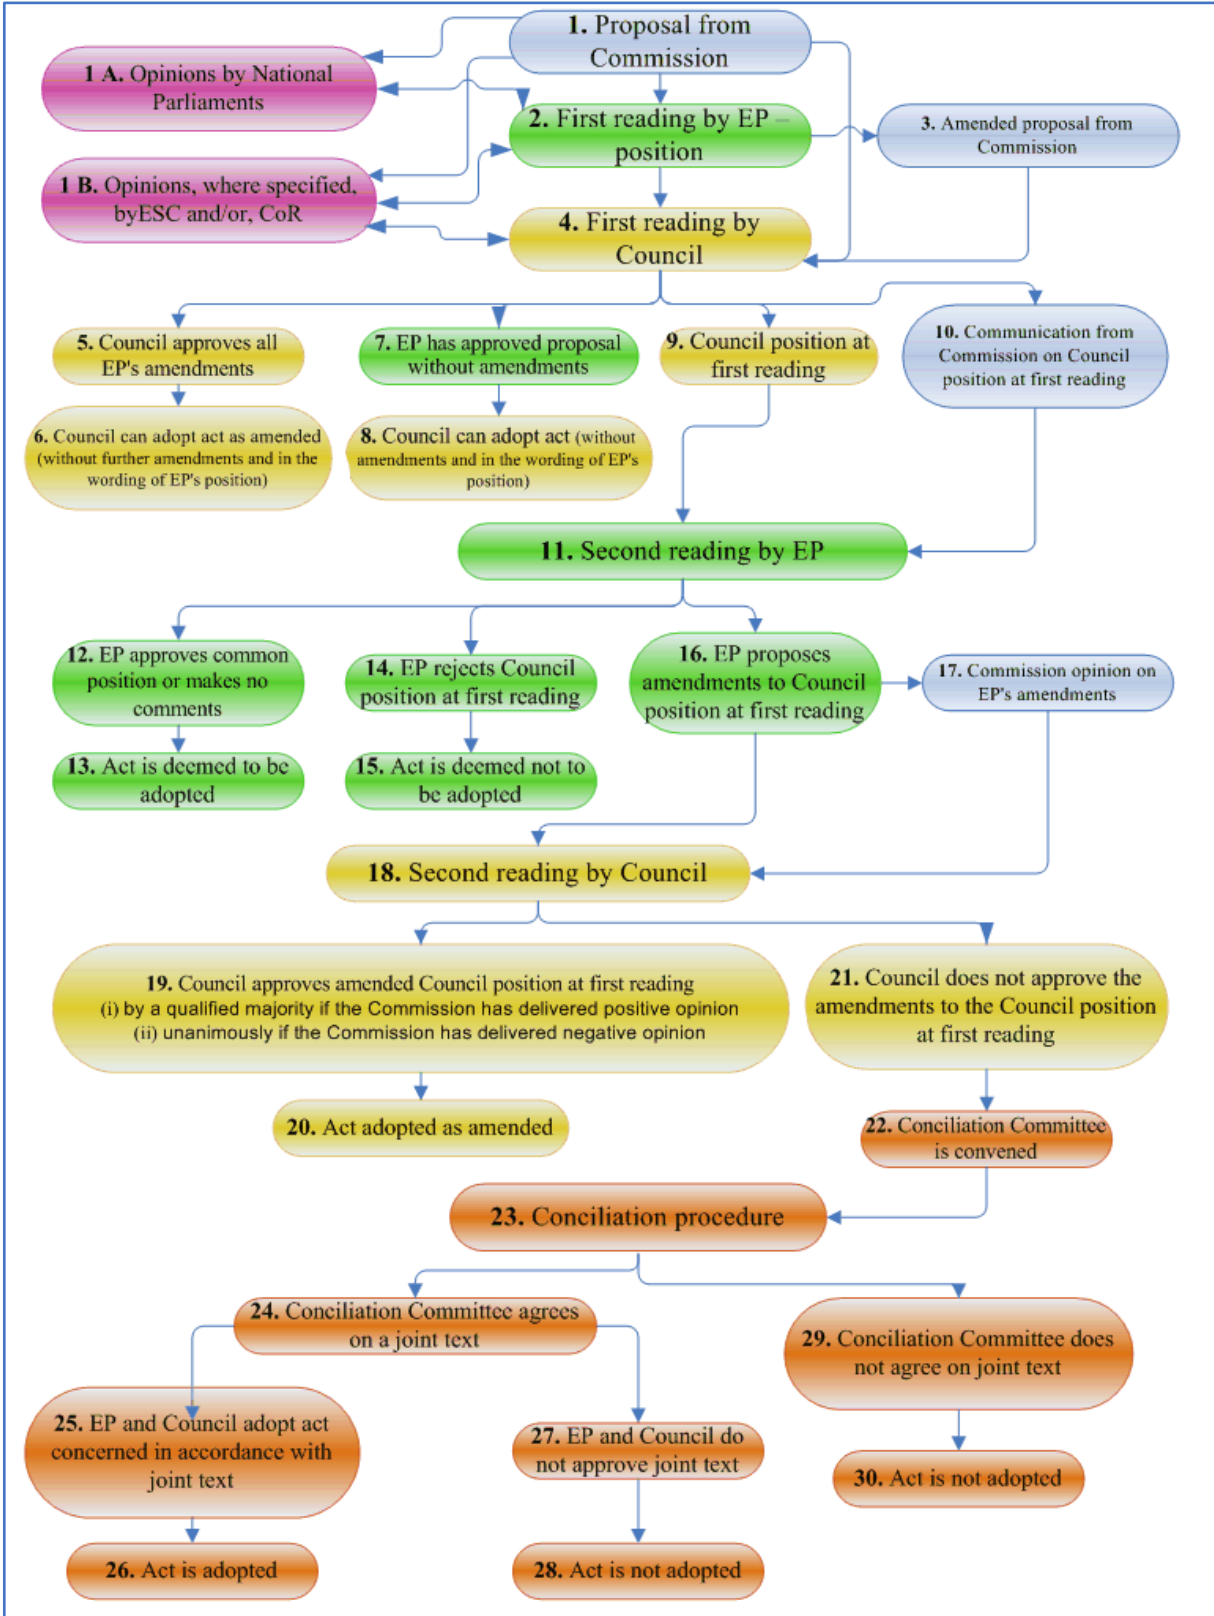 1. Proposal from
Commission
1 A. Opinions by National
Parliaments
2. First reading by EP –
position
3. Amended proposal from
Commission
1 B. Opinions, where specified,
byESC and/or, CoR
4. First reading by
Council
5. Council approves all
EP's amendments
7. EP has approved proposal
without amendments
9. Council position at
first reading
10. Communication from
Commission on Council
position at first reading
6. Council can adopt act as amended
(without further amendments and in the
wording of EP's position)
8. Council can adopt act (without
amendments and in the wording of EP's
position)
11. Second reading by EP
12. EP approves common
position or makes no
comments
14. EP rejects Council
position at first reading
16. EP proposes
amendments to Council
position at first reading
17. Commission opinion on
EP's amendments
13. Act is deemed to be
adopted
15. Act is deemed not to
be adopted
18. Second reading by Council
19. Council approves amended Council position at first reading
(i) by a qualified majority if the Commission has delivered positive opinion
(ii) unanimously if the Commission has delivered negative opinion
21. Council does not approve the
amendments to the Council position
at first reading
20. Act adopted as amended
22. Conciliation Committee
is convened
23. Conciliation procedure
24. Conciliation Committee agrees
on a joint text
29. Conciliation Committee does
not agree on joint text
25. EP and Council adopt act
concerned in accordance with
joint text
27. EP and Council do
not approve joint text
30. Act is not adopted
26. Act is adopted
28. Act is not adopted